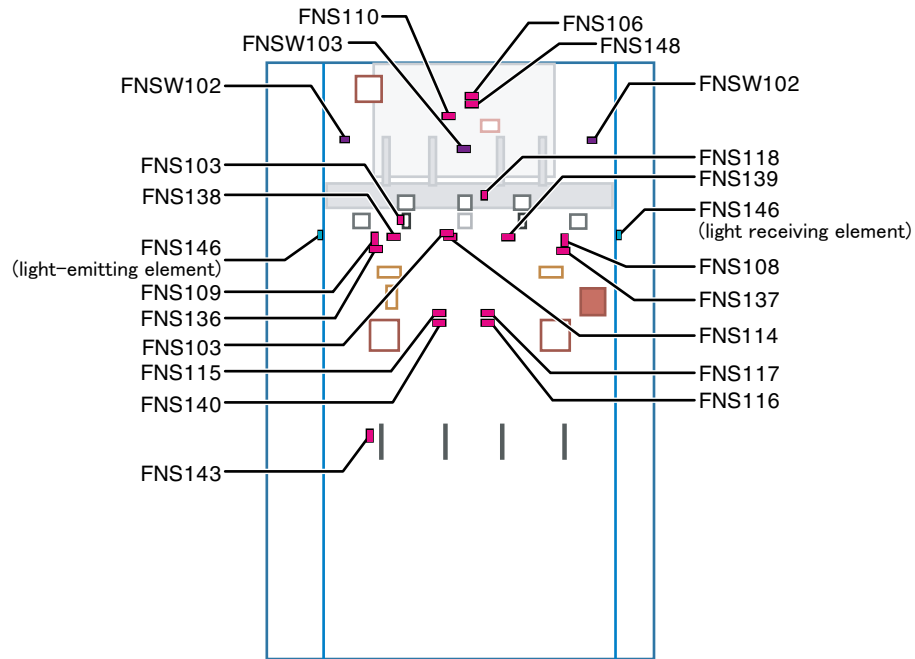 FNS110
FNS106
FNSW103
FNS148
FNSW102
FNSW102
FNS103
FNS118
FNS138
FNS139
FNS146
(light-emitting element)
FNS146
(light receiving element)
FNS109
FNS108
FNS136
FNS137
FNS103
FNS114
FNS115
FNS117
FNS140
FNS116
FNS143